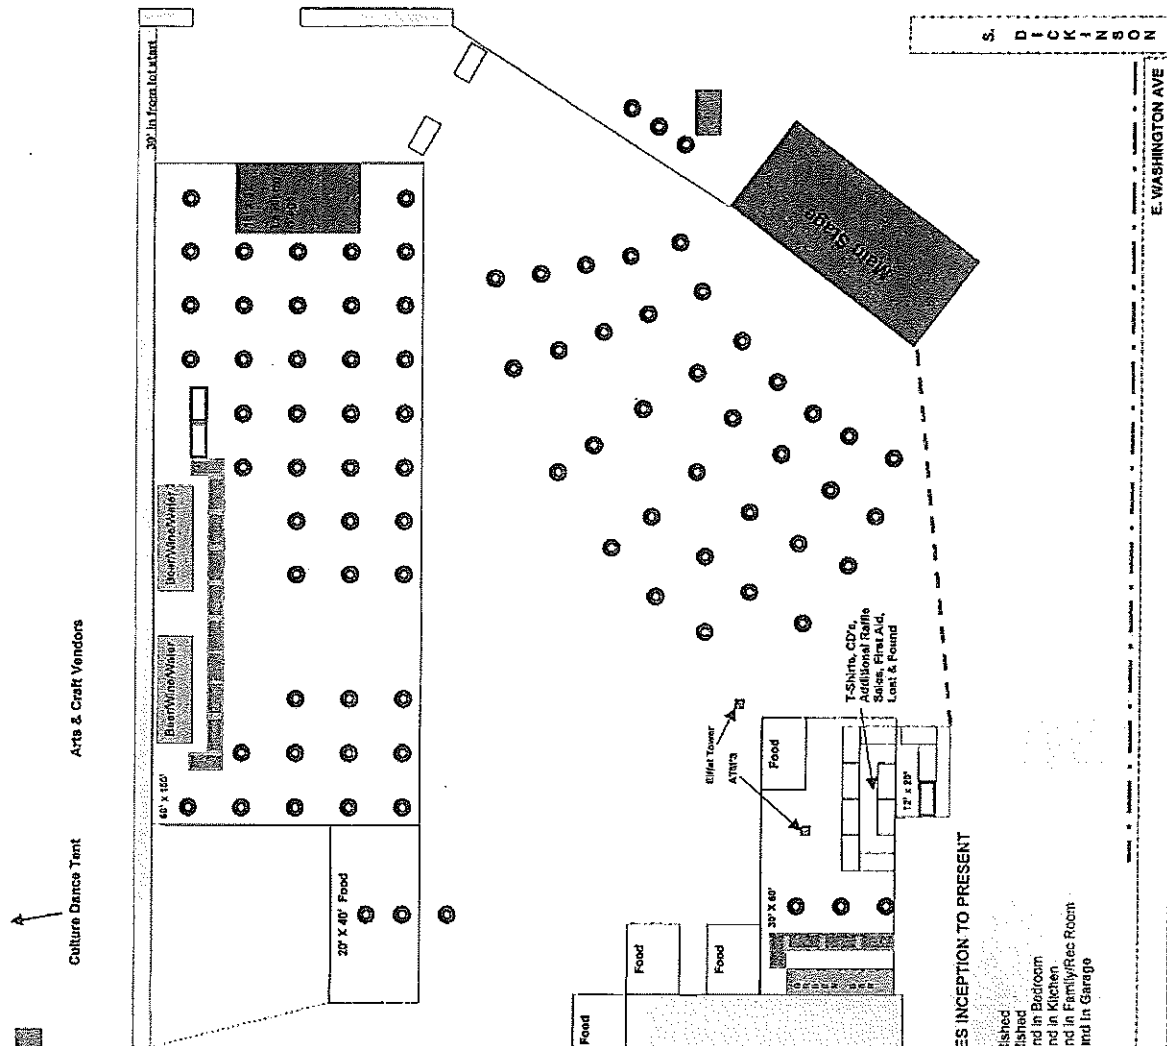 S. DICKINSON
E. WASHINGTON AVE
30' in from lot start
Main Stage
Beer/Wine/Water
Beer/Wine/Water
60' x 100'
Arts & Craft Vendors
Culture Dance Tent
20' X 40' Food
T-Shirts, CD's,
Additional Raffle
Sales, First Aid,
Lost & Found
Eiffel Tower
ATM's
Food
12' x 20'
30' X 60'
Food
Food
Food
ES INCEPTION TO PRESENT
ished
ished
nd in Bedroom
nd in Kitchen
nd in Family/Rec Room
and in Garage